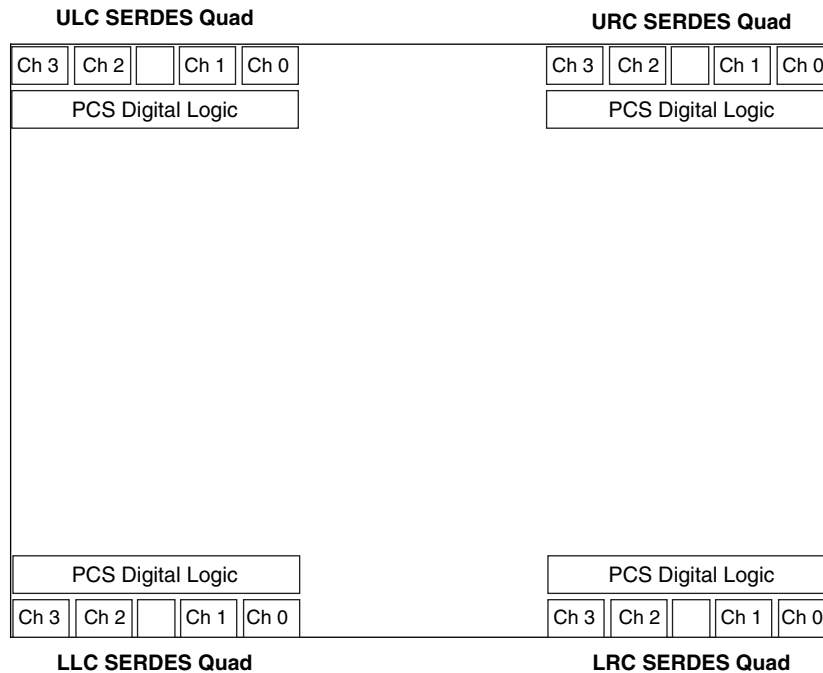 ULC SERDES Quad
URC SERDES Quad
Ch 3 Ch 2 Ch 1 Ch 0
Ch 3 Ch 2 Ch 1 Ch 0
PCS Digital Logic
PCS Digital Logic
PCS Digital Logic
PCS Digital Logic
Ch 3 Ch 2 Ch 1 Ch 0
Ch 3 Ch 2 Ch 1 Ch 0
LLC SERDES Quad
LRC SERDES Quad